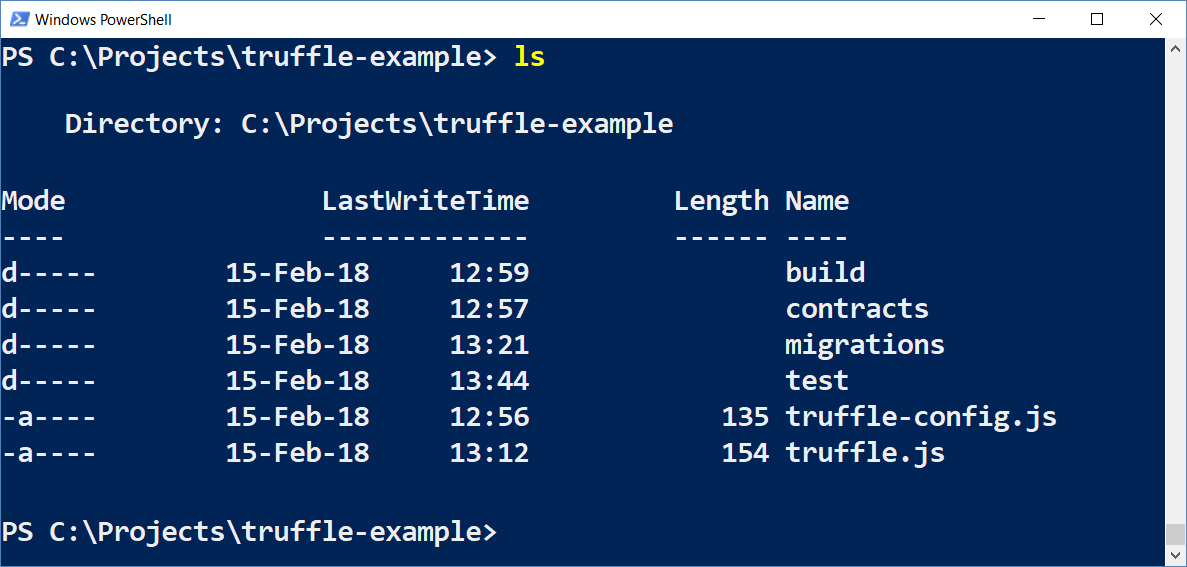 Windows PowerShell
PS C:\Projects\truffle-example> ls
Directory: C:\Projects\truffle-example
Mode                LastWriteTime         Length Name
----                -------------         ------ ----
d-----        15-Feb-18     12:59                build
d-----        15-Feb-18     12:57                contracts
d-----        15-Feb-18     13:21                migrations
d-----        15-Feb-18     13:44                test
-a----        15-Feb-18     12:56            135 truffle-config.js
-a----        15-Feb-18     13:12            154 truffle.js
PS C:\Projects\truffle-example>